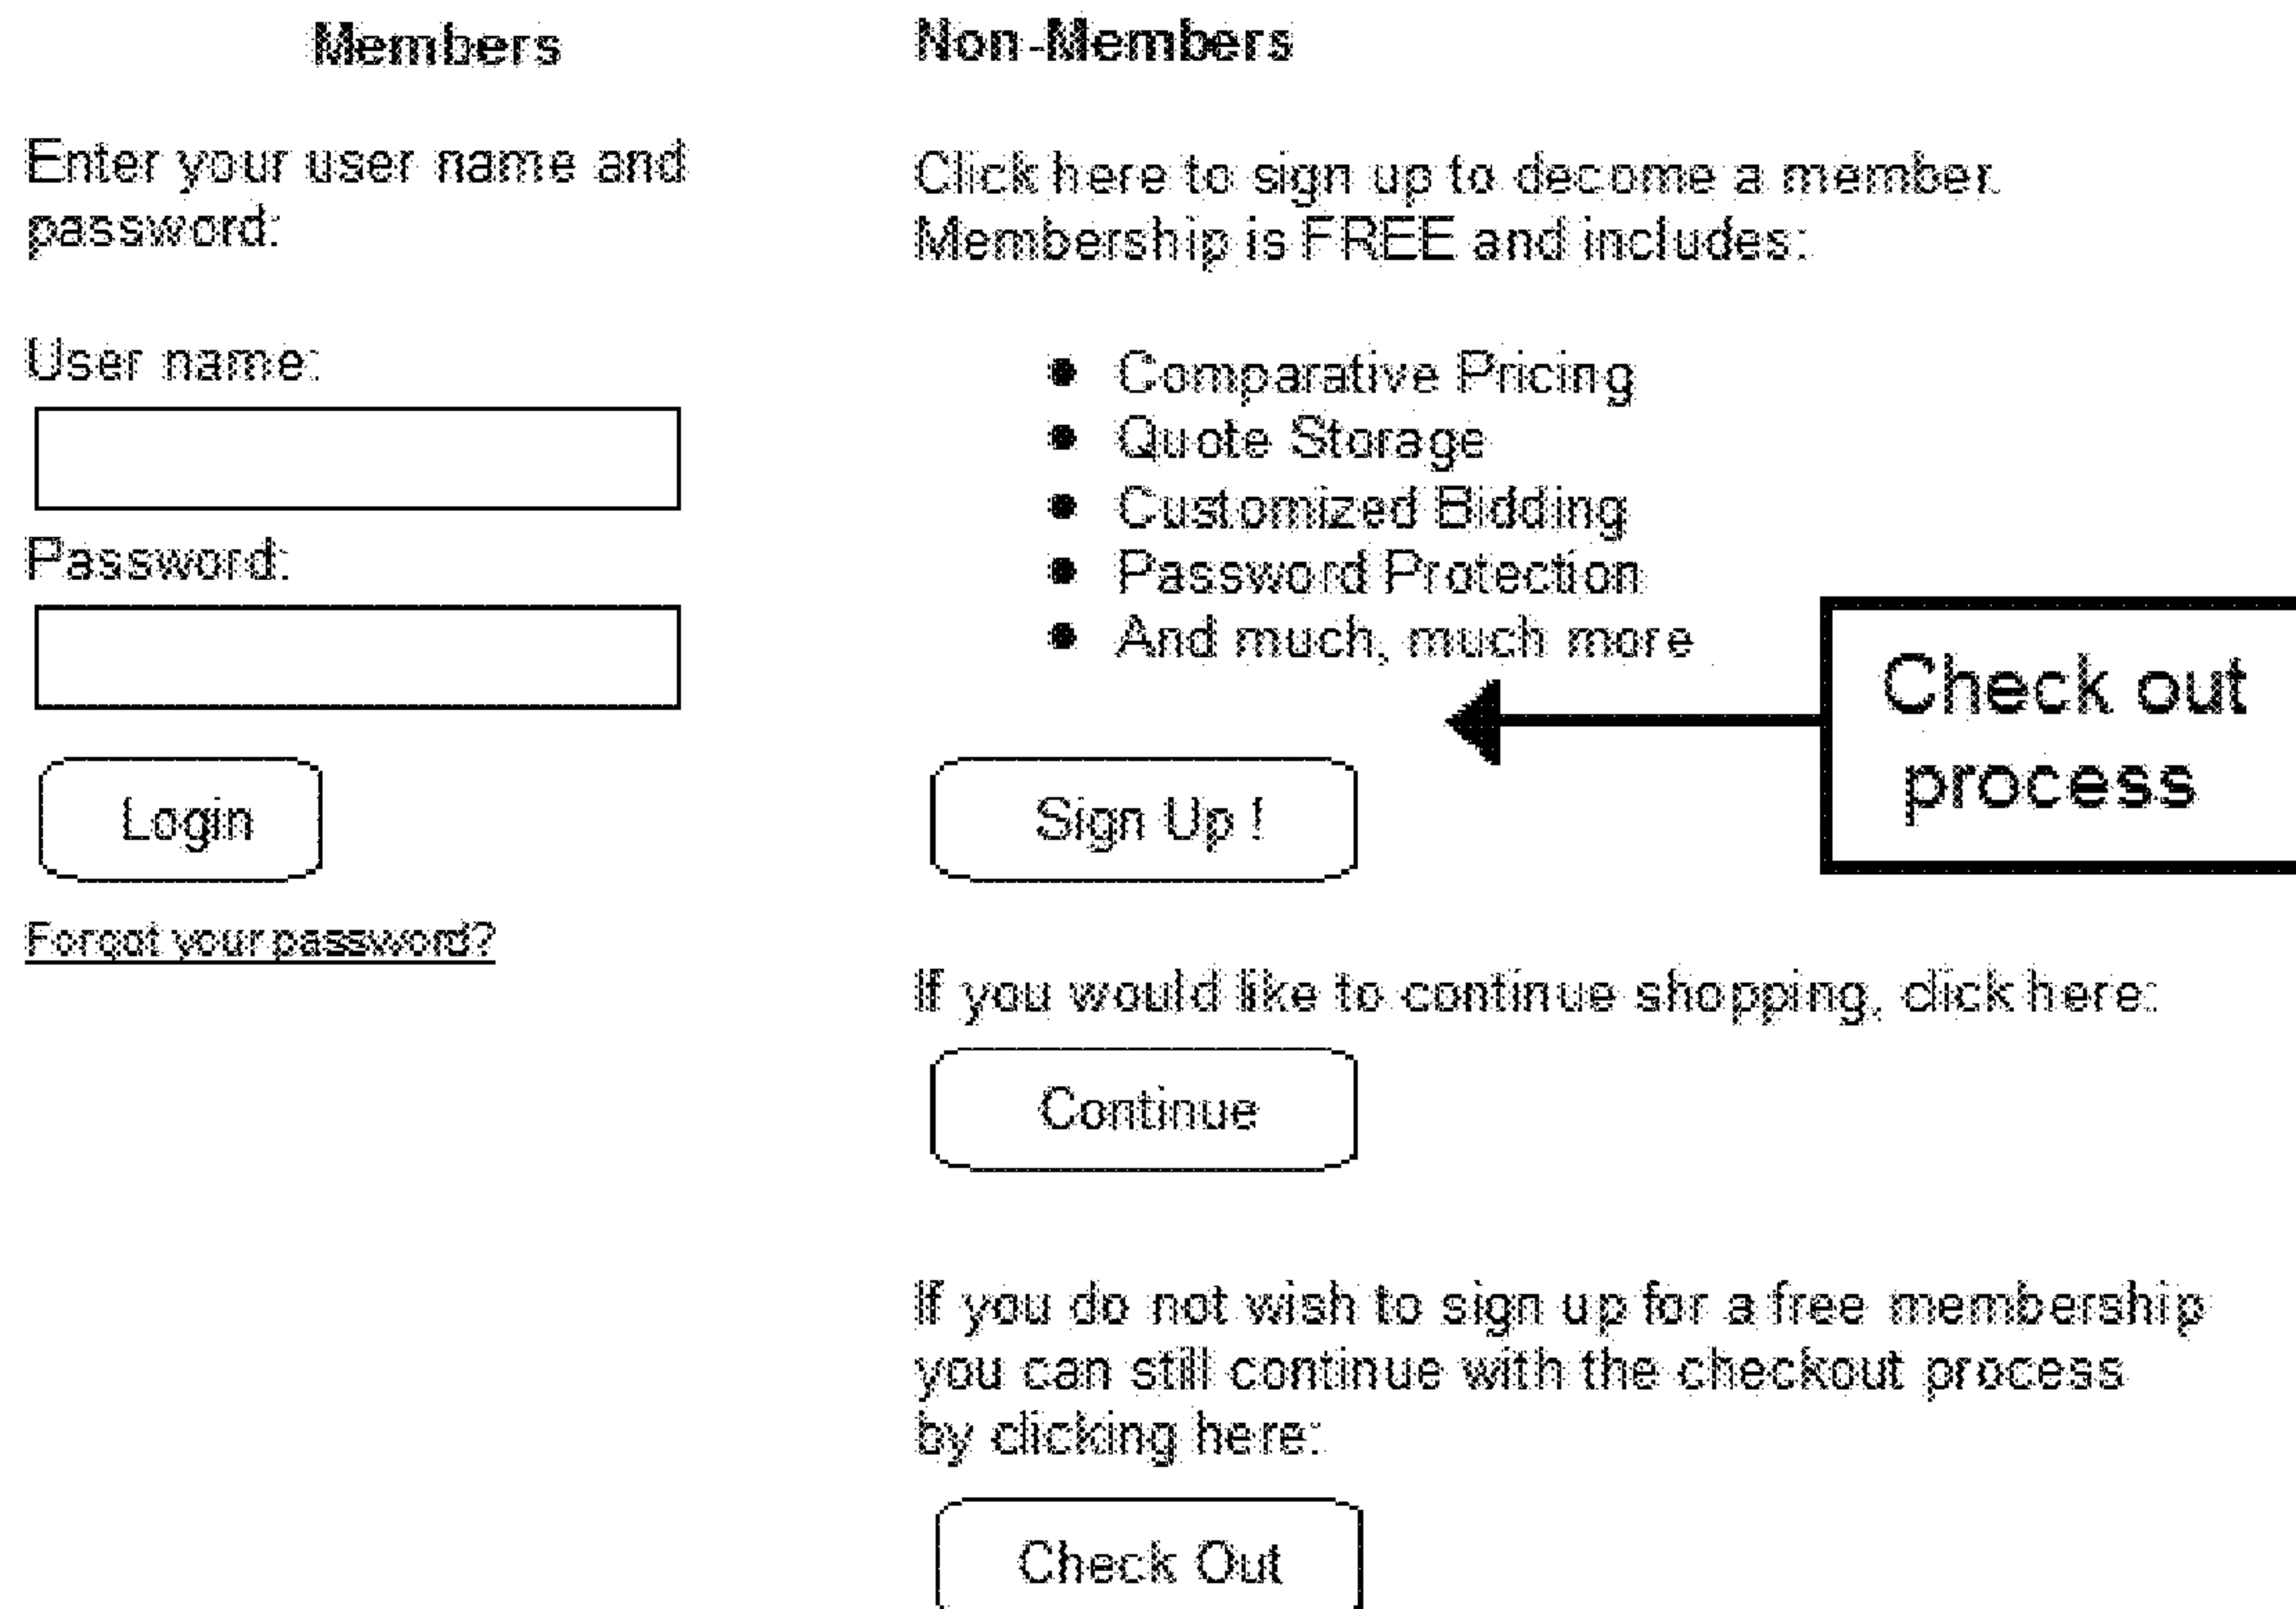 Members
Enter your user name and
password:
User name:
Password:
Login
Forgot your password?
Non-Members
Click here to sign up to decome a member.
Membership is FREE and includes:
• Comparative Pricing
• Quote Storage
• Customized Bidding
• Password Protection
• And much, much more
Check out
process
Sign Up !
If you would like to continue shopping, click here:
Continue
If you do not wish to sign up for a free membership
you can still continue with the checkout process
by clicking here:
Check Out